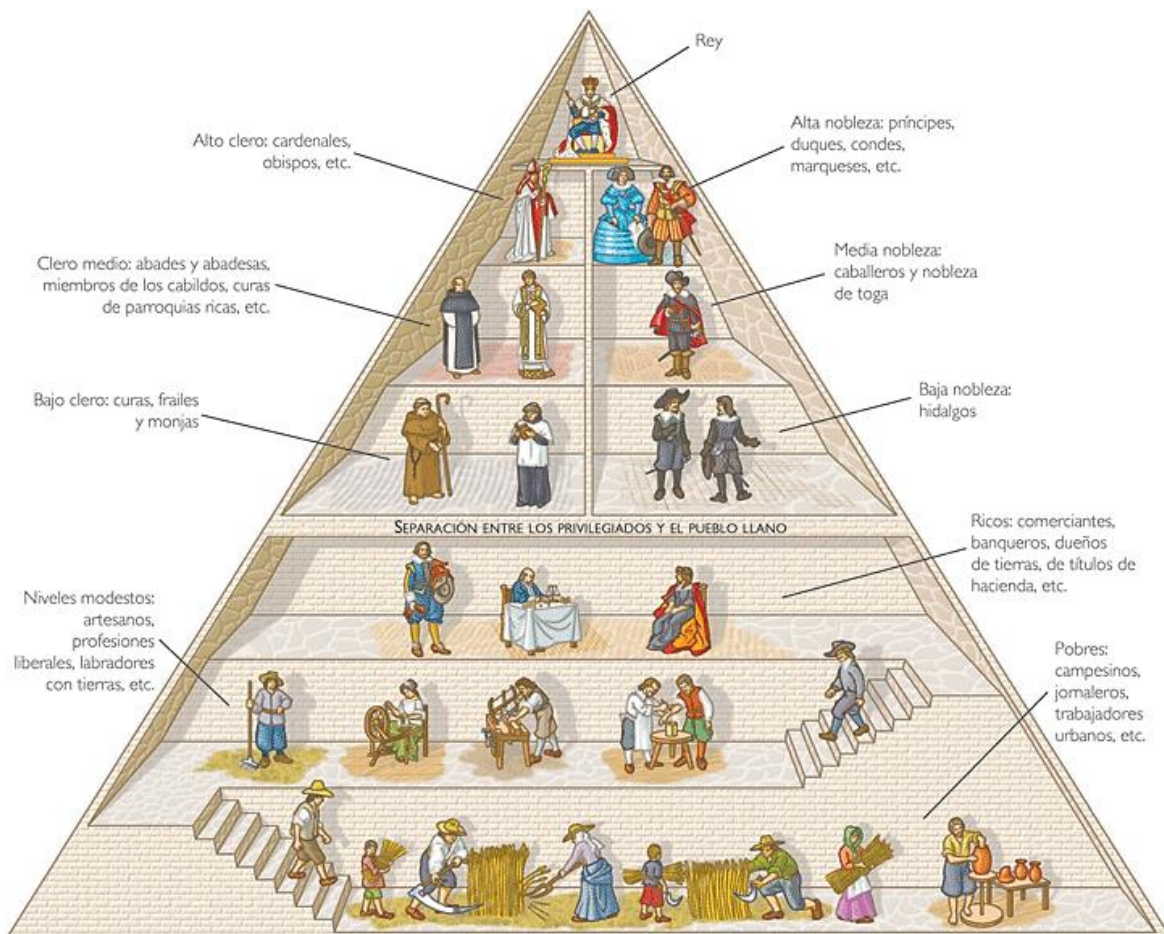 Rey
Alto clero: cardenales,
obispos, etc.
Alta nobleza: príncipes,
duques, condes,
marqueses, etc.
Clero medio: abades y abadesas,
miembros de los cabildos, curas
de parroquias ricas, etc.
Media nobleza:
caballeros y nobleza
de toga
Bajo clero: curas, frailes
y monjas
Baja nobleza:
hidalgos
SEPARACIÓN ENTRE LOS PRIVILEGIADOS Y EL PUEBLO LLANO
Ricos: comerciantes,
banqueros, dueños
de tierras, de títulos de
hacienda, etc.
Niveles modestos:
artesanos,
profesiones
liberales, labradores
con tierras, etc.
Pobres:
campesinos,
jornaleros,
trabajadores
urbanos, etc.